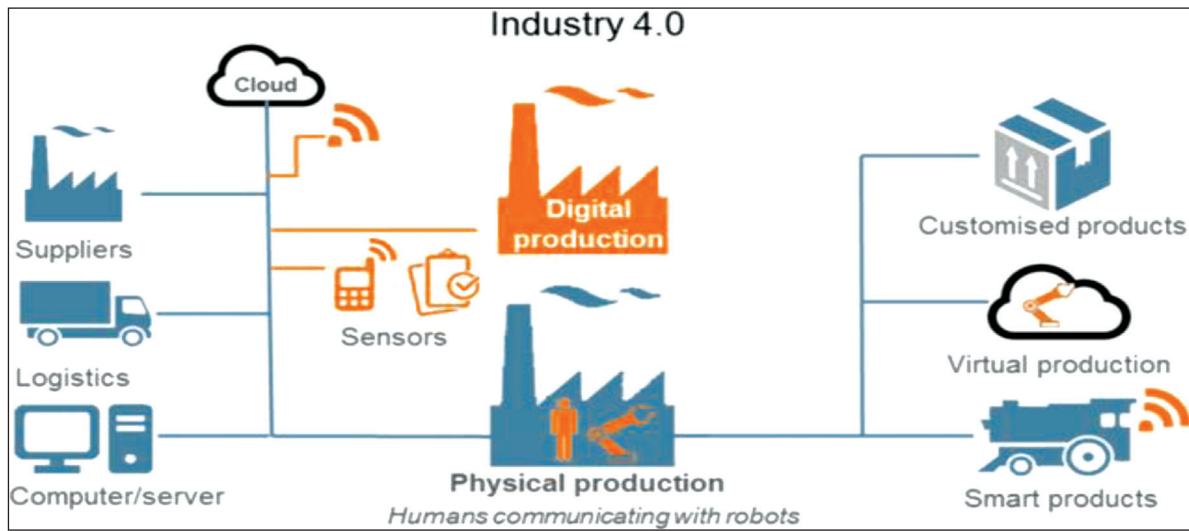 Industry 4.0
Cloud
Suppliers
Logistics
Computer/server
Sensors
Digital
production
Physical production
Humans communicating with robots
Customised products
Virtual production
Smart products